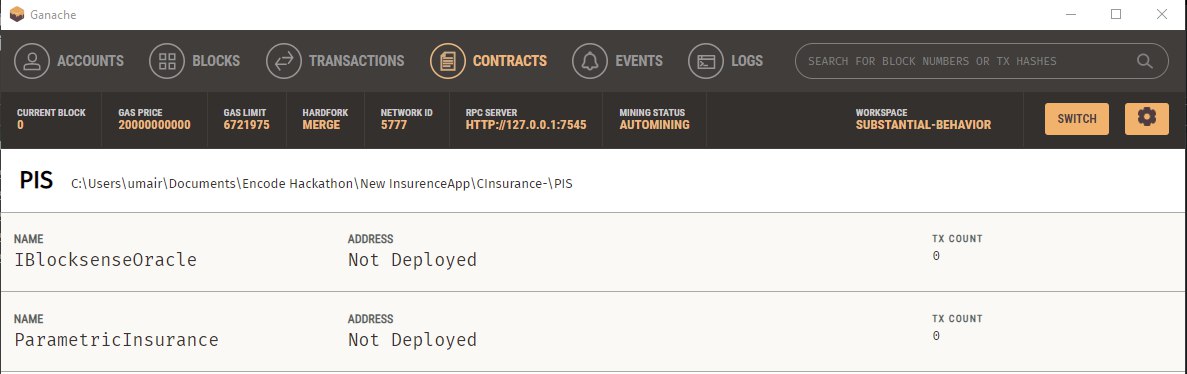 Ganache
ACCOUNTS BLOCKS TRANSACTIONS CONTRACTS EVENTS LOGS SEARCH FOR BLOCK NUMBERS OR TX HASHES
CURRENT BLOCK GAS PRICE GAS LIMIT HARDFORK NETWORK ID RPC SERVER MINING STATUS WORKSPACE
0 20000000000 6721975 MERGE 5777 HTTP://127.0.0.1:7545 AUTOMINING SUBSTANTIAL-BEHAVIOR SWITCH
PIS C:\Users\umair\Documents\Encode Hackathon\New InsurenceApp\CInsurance-\PIS
NAME ADDRESS TX COUNT
IBlocksenseOracle Not Deployed 0
NAME ADDRESS TX COUNT
ParametricInsurance Not Deployed 0